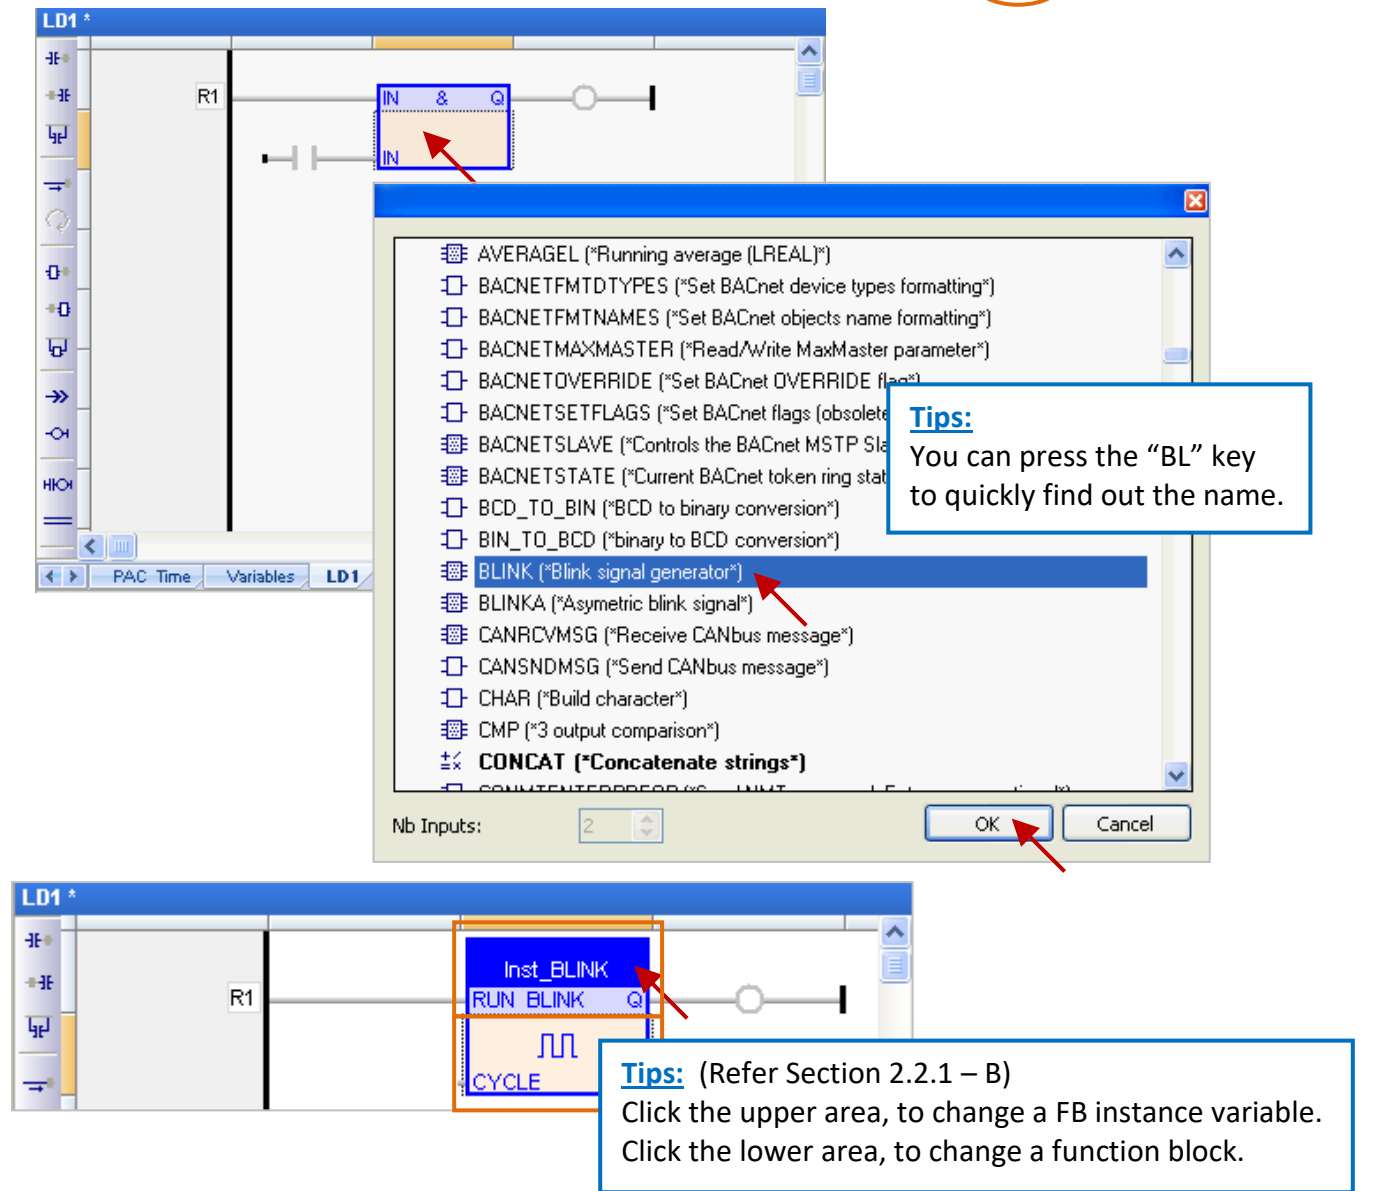 LD1 *
R1
IN & Q
IN
PAC Time Variables LD1
AVERAGEL (*Running average (LREAL)*)
BACNETFMTDTYPES (*Set BACnet device types formatting*)
BACNETFMTNAMES (*Set BACnet objects name formatting*)
BACNETMAXMASTER (*Read/Write MaxMaster parameter*)
BACNETOVERRIDE (*Set BACnet OVERRIDE flag*)
BACNETSETFLAGS (*Set BACnet flags (obsolete
BACNETSLAVE (*Controls the BACnet MSTP Sla
BACNETSTATE (*Current BACnet token ring stat
BCD_TO_BIN (*BCD to binary conversion*)
BIN_TO_BCD (*binary to BCD conversion*)
BLINK (*Blink signal generator*)
BLINKA (*Asymetric blink signal*)
CANRCVMSG (*Receive CANbus message*)
CANSNDMSG (*Send CANbus message*)
CHAR (*Build character*)
CMP (*3 output comparison*)
CONCAT (*Concatenate strings*)
Nb Inputs: 2 OK Cancel
Tips:
You can press the “BL” key
to quickly find out the name.
LD1 *
R1
Inst_BLINK
RUN BLINK Q
CYCLE
Tips: (Refer Section 2.2.1 – B)
Click the upper area, to change a FB instance variable.
Click the lower area, to change a function block.